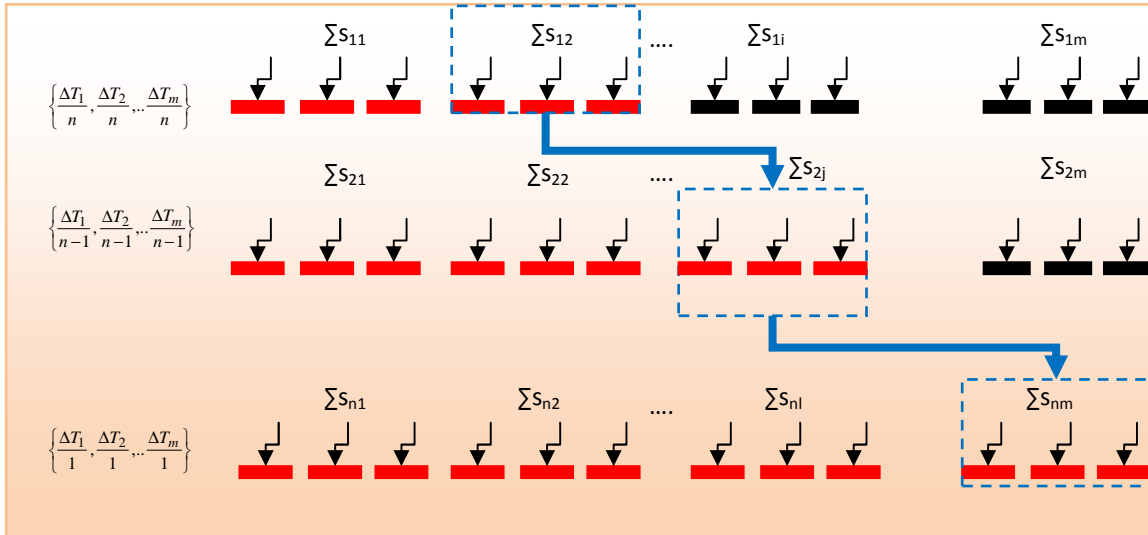 ∑s₁₁ ∑s₁₂ .... ∑s₁ᵢ ∑s₁ₘ
{ΔT₁/n, ΔT₂/n,..ΔTₘ/n}
∑s₂₁ ∑s₂₂ .... ∑s₂ⱼ ∑s₂ₘ
{ΔT₁/n−1, ΔT₂/n−1,..ΔTₘ/n−1}
∑sₙ₁ ∑sₙ₂ .... ∑sₙₗ ∑sₙₘ
{ΔT₁/1, ΔT₂/1,..ΔTₘ/1}